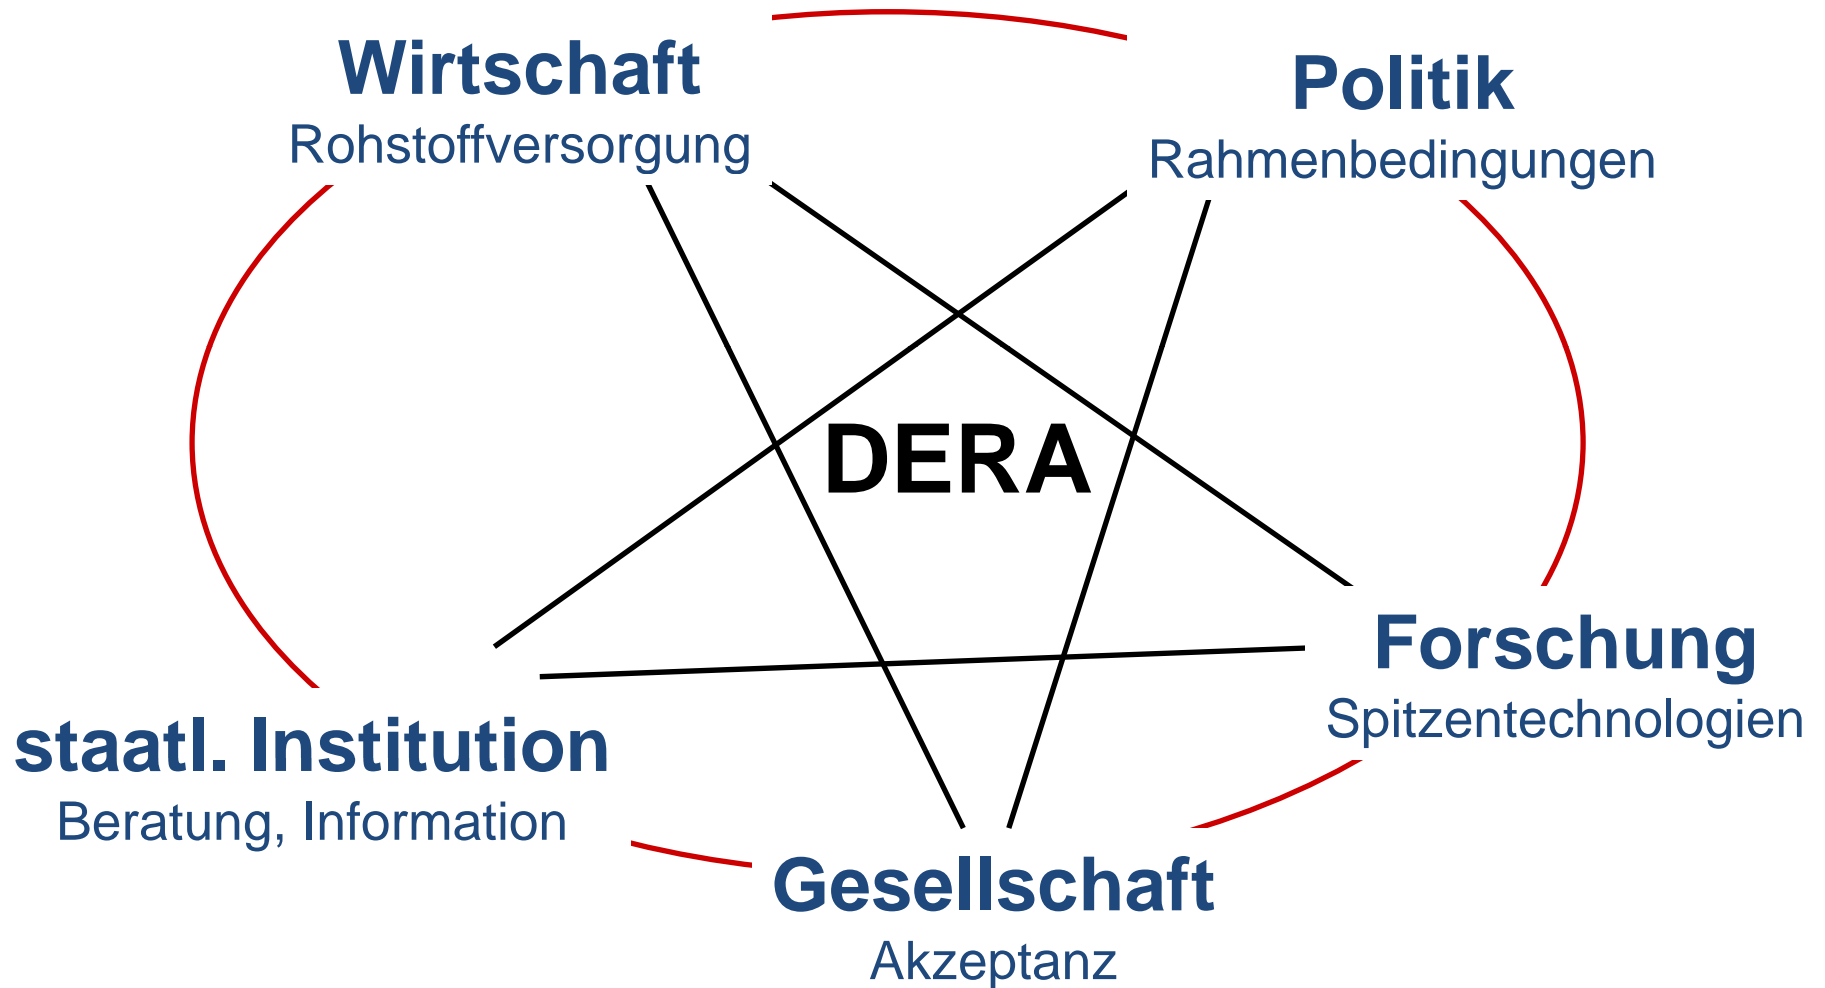 Wirtschaft
Rohstoffversorgung
Politik
Rahmenbedingungen
DERA
Forschung
Spitzentechnologien
staatl. Institution
Beratung, Information
Gesellschaft
Akzeptanz